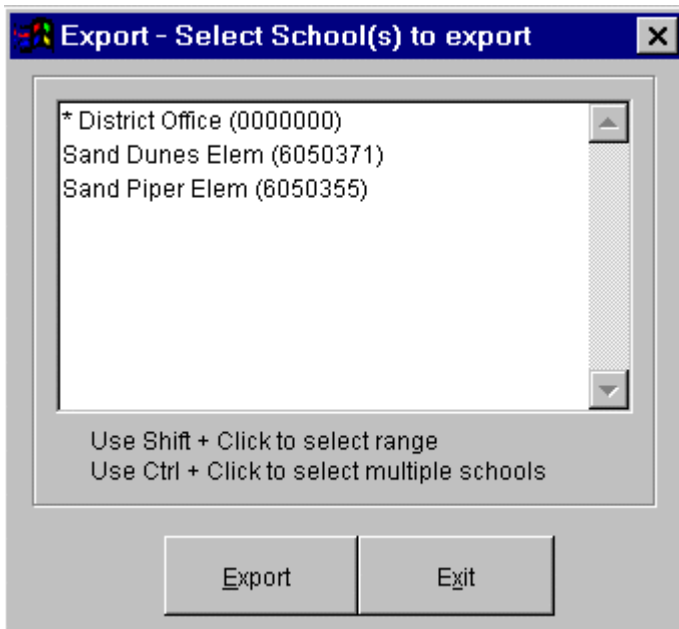 Export - Select School(s) to export
* District Office (0000000)
Sand Dunes Elem (6050371)
Sand Piper Elem (6050355)
Use Shift + Click to select range
Use Ctrl + Click to select multiple schools
Export Exit